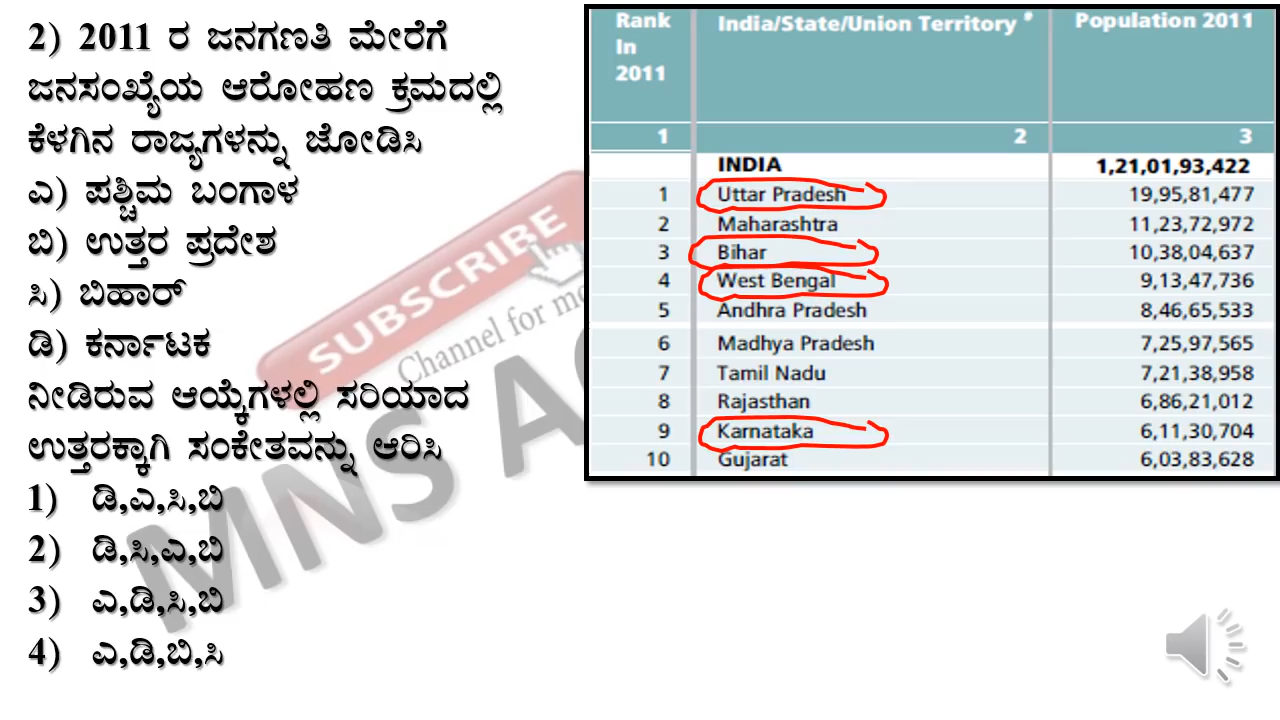 2) 2011 ರ ಜನಗಣತಿ ಮೇರೆಗೆ
ಜನಸಂಖ್ಯೆಯ ಆರೋಹಣ ಕ್ರಮದಲ್ಲಿ
ಕೆಳಗಿನ ರಾಜ್ಯಗಳನ್ನು ಜೋಡಿಸಿ
ಎ) ಪಶ್ಚಿಮ ಬಂಗಾಳ
ಬಿ) ಉತ್ತರ ಪ್ರದೇಶ
ಸಿ) ಬಿಹಾರ್
ಡಿ) ಕರ್ನಾಟಕ
ನೀಡಿರುವ ಆಯ್ಕೆಗಳಲ್ಲಿ ಸರಿಯಾದ
ಉತ್ತರಕ್ಕಾಗಿ ಸಂಕೇತವನ್ನು ಆರಿಸಿ
1) ಡಿ,ಎ,ಸಿ,ಬಿ
2) ಡಿ,ಸಿ,ಎ,ಬಿ
3) ಎ,ಡಿ,ಸಿ,ಬಿ
4) ಎ,ಡಿ,ಬಿ,ಸಿ
Rank In 2011 India/State/Union Territory # Population 2011
1 2 3
INDIA 1,21,01,93,422
1 Uttar Pradesh 19,95,81,477
2 Maharashtra 11,23,72,972
3 Bihar 10,38,04,637
4 West Bengal 9,13,47,736
5 Andhra Pradesh 8,46,65,533
6 Madhya Pradesh 7,25,97,565
7 Tamil Nadu 7,21,38,958
8 Rajasthan 6,86,21,012
9 Karnataka 6,11,30,704
10 Gujarat 6,03,83,628
SUBSCRIBE
Channel for
MNS